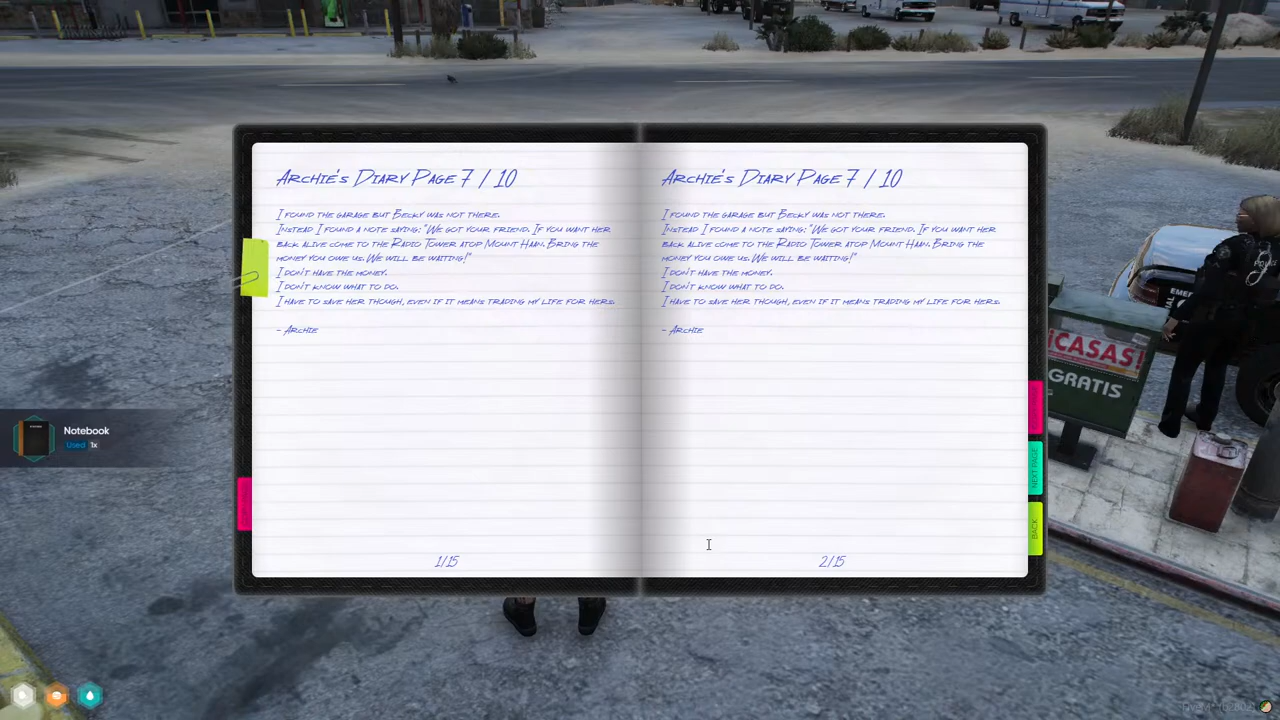 Archie's Diary Page 7 / 10
I found the garage but Becky was not there.
Instead I found a note saying: "We got your friend. If you want her
back alive come to the Radio Tower atop Mount Haan. Bring the
money you owe us. We will be waiting!"
I don't have the money.
I don't know what to do.
I have to save her though, even if it means trading my life for hers.
- Archie
1/15
Archie's Diary Page 7 / 10
I found the garage but Becky was not there.
Instead I found a note saying: "We got your friend. If you want her
back alive come to the Radio Tower atop Mount Haan. Bring the
money you owe us. We will be waiting!"
I don't have the money.
I don't know what to do.
I have to save her though, even if it means trading my life for hers.
- Archie
2/15
NEXT PAGE
BACK
Notebook
Used 1x
¡CASAS!
GRATIS